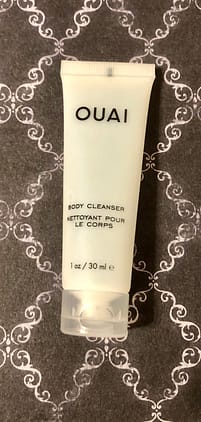 OUAI
BODY CLEANSER
NETTOYANT POUR
LE CORPS
1 oz / 30 ml ℮